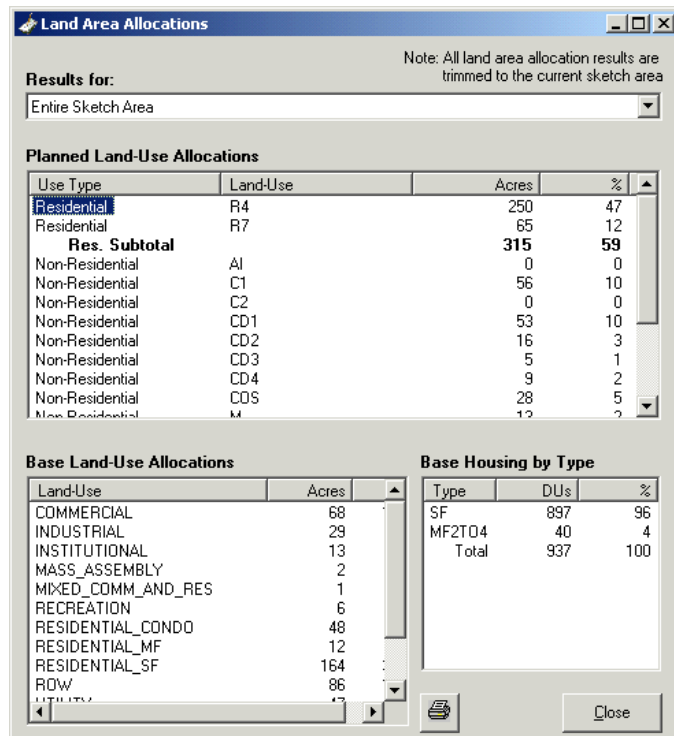 Land Area Allocations
Note: All land area allocation results are
trimmed to the current sketch area
Results for:
Entire Sketch Area
Planned Land-Use Allocations
Use Type Land-Use Acres %
Residential R4 250 47
Residential R7 65 12
Res. Subtotal 315 59
Non-Residential AI 0 0
Non-Residential C1 56 10
Non-Residential C2 0 0
Non-Residential CD1 53 10
Non-Residential CD2 16 3
Non-Residential CD3 5 1
Non-Residential CD4 9 2
Non-Residential COS 28 5
Non-Residential M 13 2
Base Land-Use Allocations
Land-Use Acres
COMMERCIAL 68
INDUSTRIAL 29
INSTITUTIONAL 13
MASS_ASSEMBLY 2
MIXED_COMM_AND_RES 1
RECREATION 6
RESIDENTIAL_CONDO 48
RESIDENTIAL_MF 12
RESIDENTIAL_SF 164
ROW 86
UTILITY
Base Housing by Type
Type DUs %
SF 897 96
MF2TO4 40 4
Total 937 100
Close